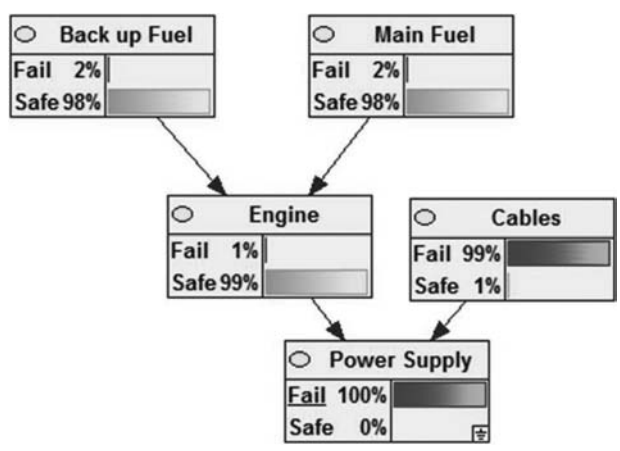 Back up Fuel
Fail 2%
Safe 98%
Main Fuel
Fail 2%
Safe 98%
Engine
Fail 1%
Safe 99%
Cables
Fail 99%
Safe 1%
Power Supply
Fail 100%
Safe 0%